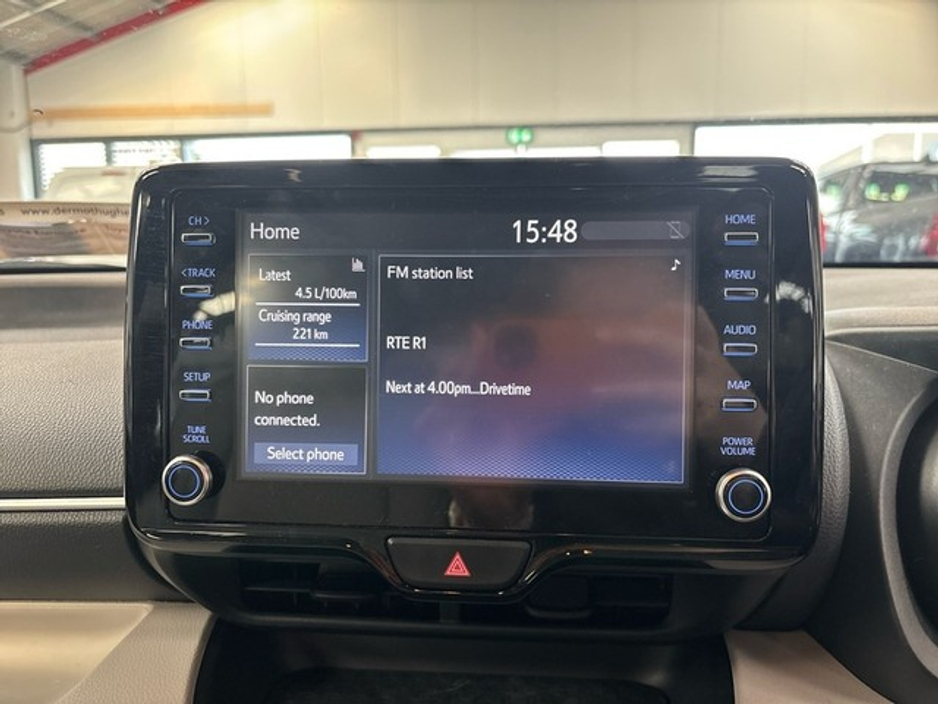 www.dermothughe
CH >
<TRACK
PHONE
SETUP
TUNE
SCROLL
Home
15:48
Latest
4.5 L/100km
Cruising range
221 km
No phone
connected.
Select phone
FM station list
RTE R1
Next at 4.00pm...Drivetime
HOME
MENU
AUDIO
MAP
POWER
VOLUME